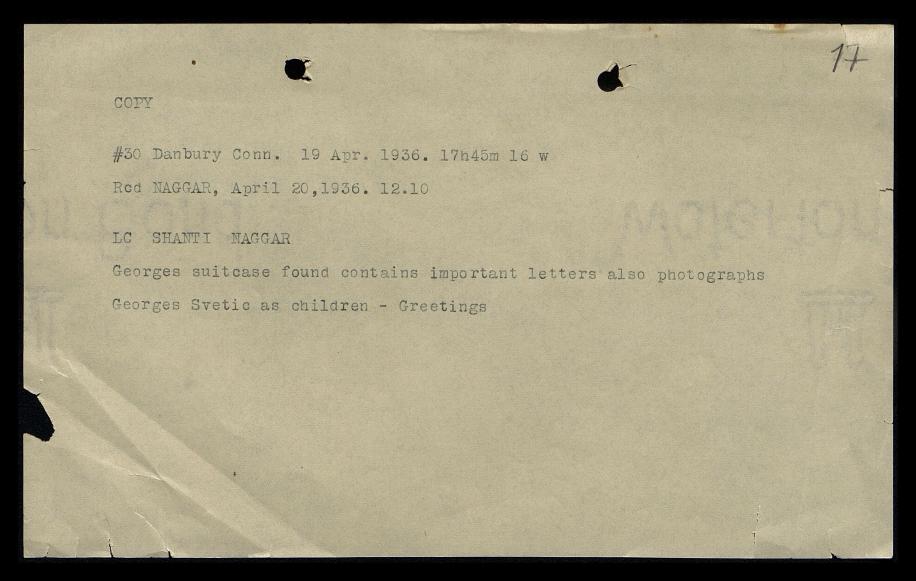 17
COPY
#30 Danbury Conn. 19 Apr. 1936. 17h45m 16 w
Rcd NAGGAR, April 20,1936. 12.10
LC SHANTI NAGGAR
Georges suitcase found contains important letters also photographs
Georges Svetic as children - Greetings